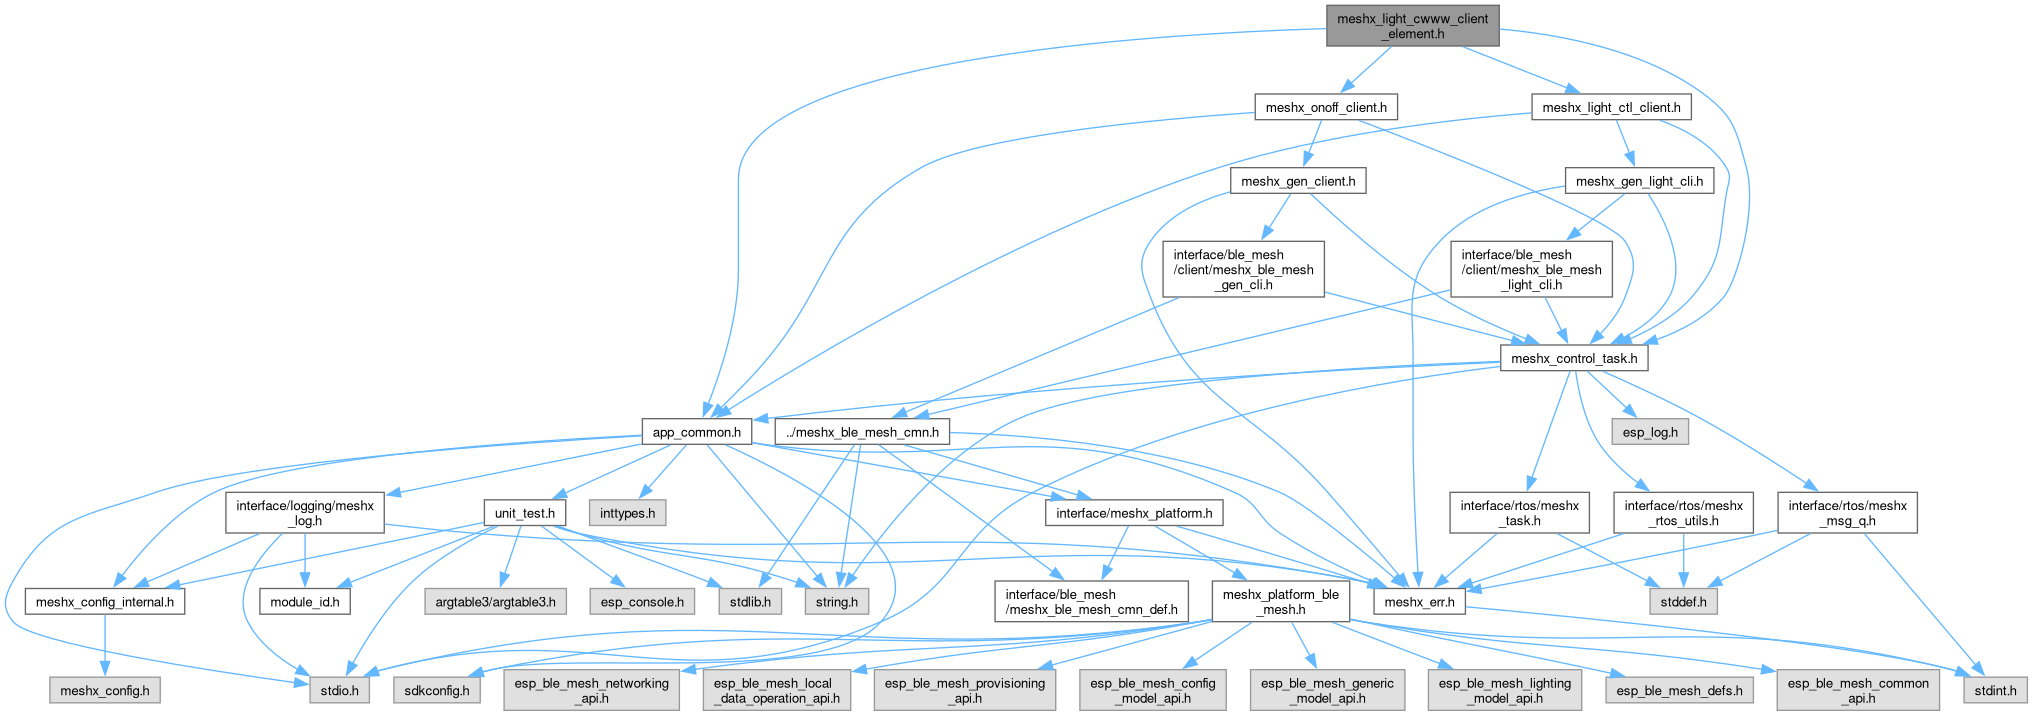 meshx_light_cwww_client
_element.h
meshx_onoff_client.h
meshx_light_ctl_client.h
meshx_gen_client.h
meshx_gen_light_cli.h
interface/ble_mesh
/client/meshx_ble_mesh
_gen_cli.h
interface/ble_mesh
/client/meshx_ble_mesh
_light_cli.h
meshx_control_task.h
app_common.h
../meshx_ble_mesh_cmn.h
esp_log.h
interface/logging/meshx
_log.h
unit_test.h
inttypes.h
interface/meshx_platform.h
interface/rtos/meshx
_task.h
interface/rtos/meshx
_rtos_utils.h
interface/rtos/meshx
_msg_q.h
meshx_config_internal.h
module_id.h
argtable3/argtable3.h
esp_console.h
stdlib.h
string.h
interface/ble_mesh
/meshx_ble_mesh_cmn_def.h
meshx_platform_ble
_mesh.h
meshx_err.h
stddef.h
meshx_config.h
stdio.h
sdkconfig.h
esp_ble_mesh_networking
_api.h
esp_ble_mesh_local
_data_operation_api.h
esp_ble_mesh_provisioning
_api.h
esp_ble_mesh_config
_model_api.h
esp_ble_mesh_generic
_model_api.h
esp_ble_mesh_lighting
_model_api.h
esp_ble_mesh_defs.h
esp_ble_mesh_common
_api.h
stdint.h